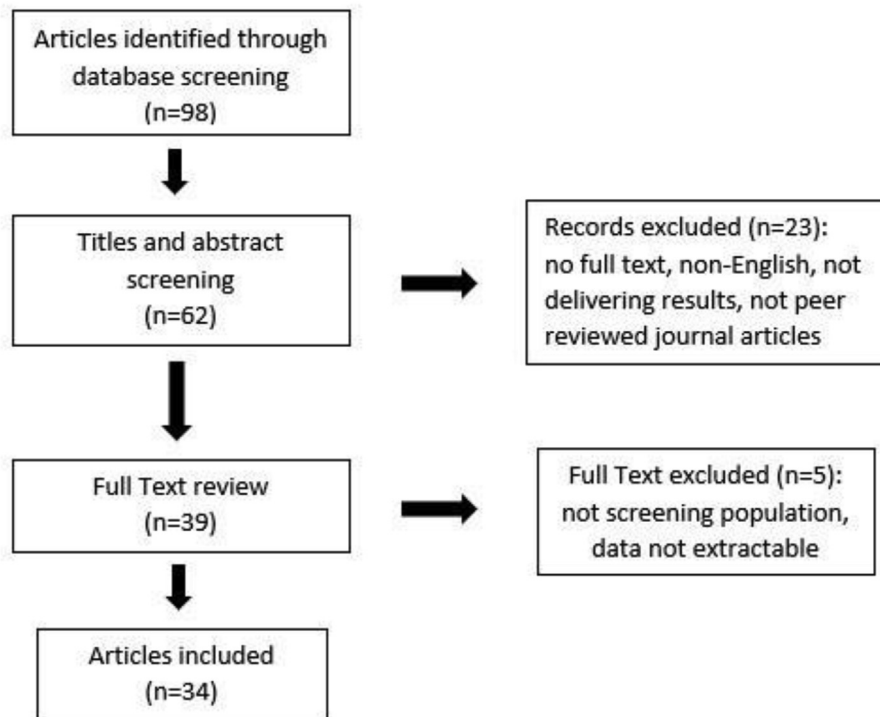 Articles identified through
database screening
(n=98)
Titles and abstract
screening
(n=62)
Records excluded (n=23):
no full text, non-English, not
delivering results, not peer
reviewed journal articles
Full Text review
(n=39)
Full Text excluded (n=5):
not screening population,
data not extractable
Articles included
(n=34)